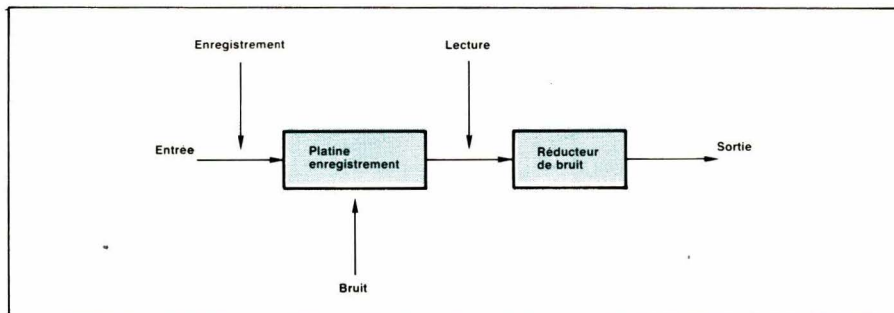 Enregistrement
Lecture
Entrée
Platine
enregistrement
Réducteur
de bruit
Sortie
Bruit